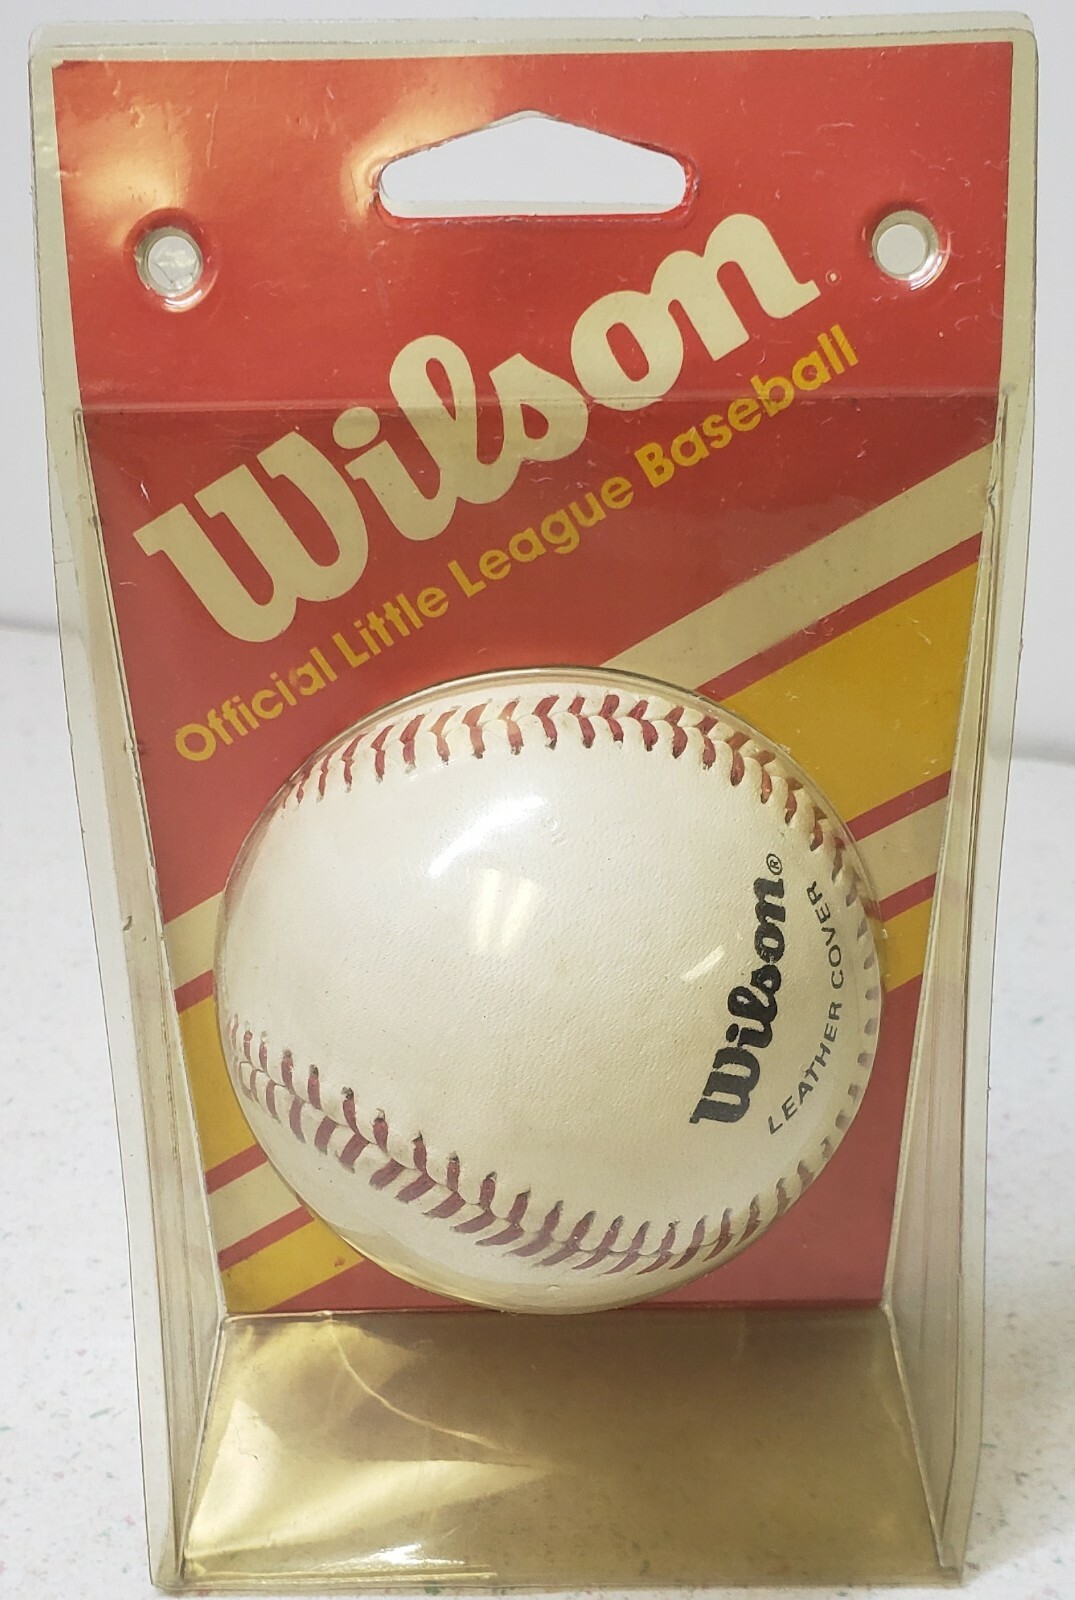 Wilson
Official Little League Baseball
Wilson®
LEATHER COVER